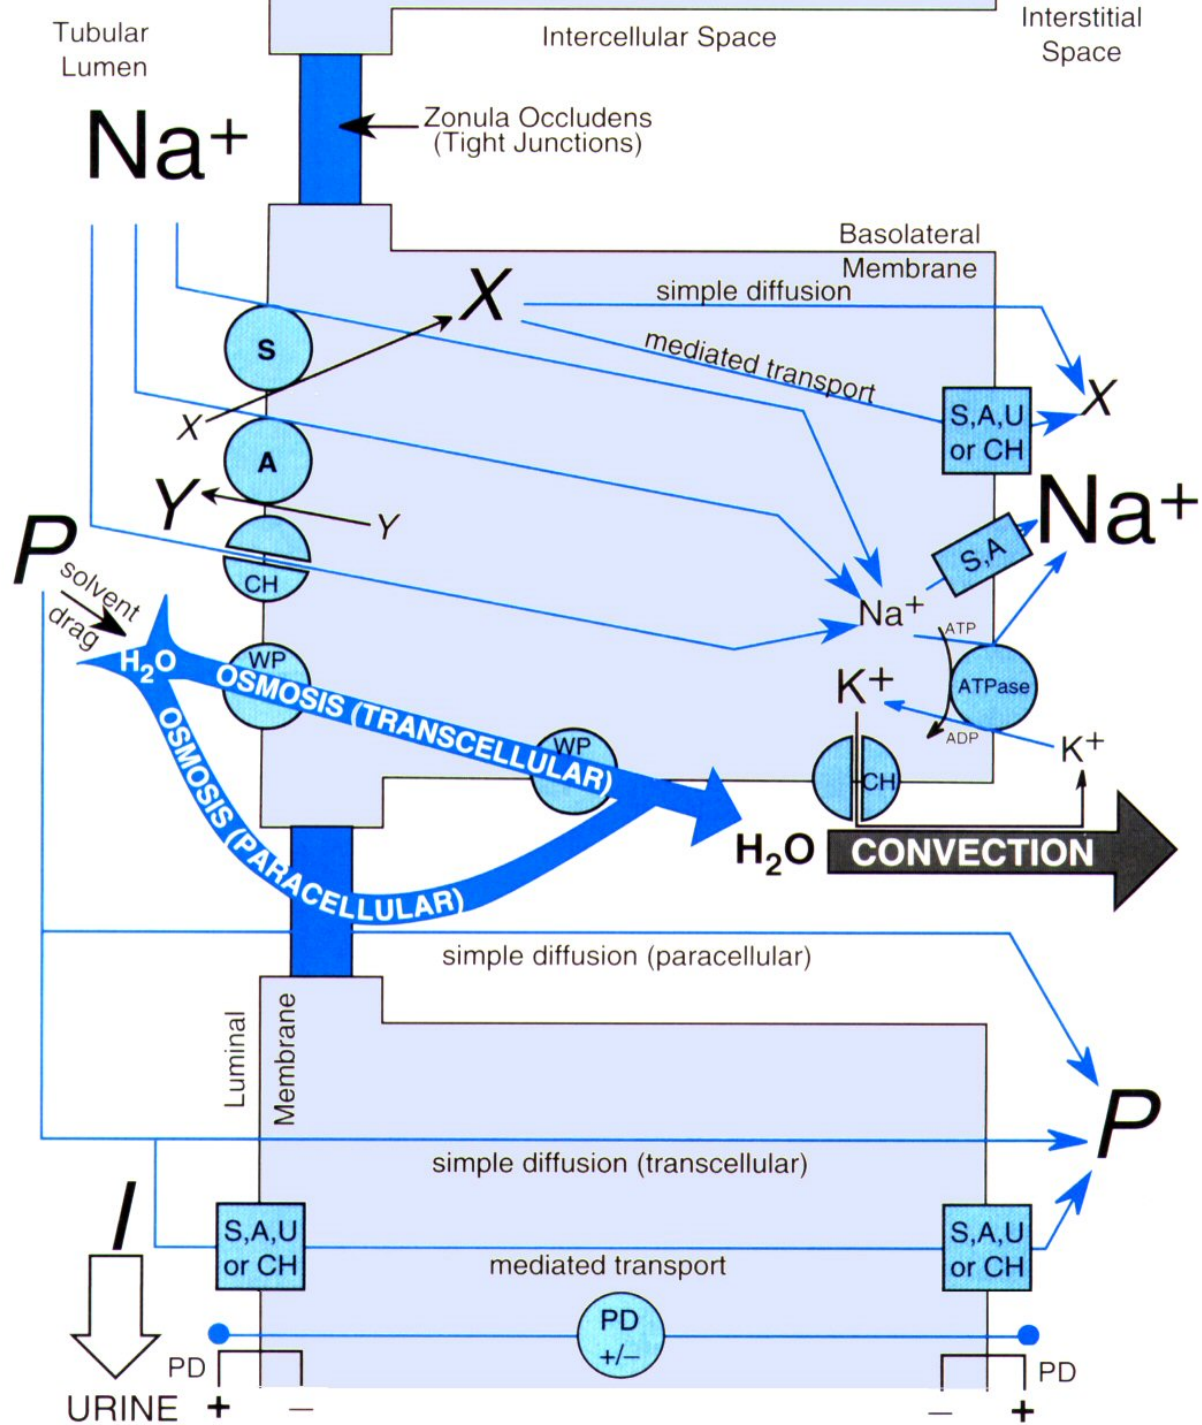 Tubular
Lumen
Intercellular Space
Interstitial
Space
Na+
Zonula Occludens
(Tight Junctions)
Basolateral
Membrane
X
simple diffusion
mediated transport
S
X
X
S,A,U
or CH
A
Y
Y
Na+
P
solvent
drag
CH
S,A
Na+
ATP
H2O
WP
OSMOSIS (TRANSCELLULAR)
K+
ATPase
ADP
K+
WP
CH
OSMOSIS (PARACELLULAR)
H2O
CONVECTION
simple diffusion (paracellular)
Luminal
Membrane
P
simple diffusion (transcellular)
I
S,A,U
or CH
mediated transport
S,A,U
or CH
PD
+/–
PD
+ –
PD
– +
URINE